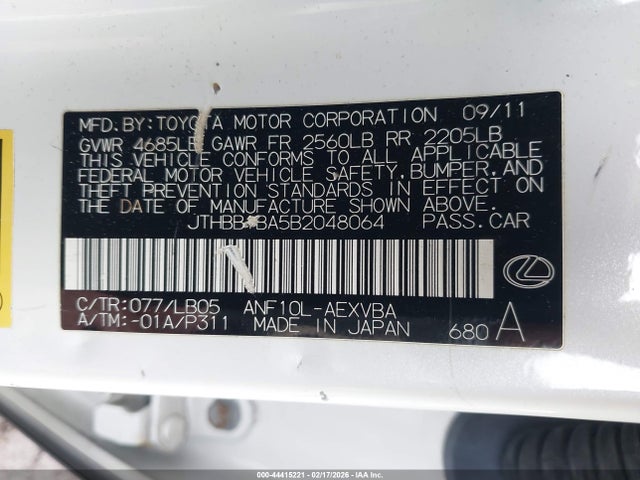 MFD.BY:TOYOTA MOTOR CORPORATION 09/11
GVWR 4685LB GAWR FR 2560LB RR 2205LB
THIS VEHICLE CONFORMS TO ALL APPLICABLE
FEDERAL MOTOR VEHICLE SAFETY,BUMPER,AND
THEFT PREVENTION STANDARDS IN EFFECT ON
THE DATE OF MANUFACTURE SHOWN ABOVE.
PASS.CAR
C/TR:077/LB05 ANF10L-AEXVBA
A/TM:-01A/P311 MADE IN JAPAN 680 A
000-44415221 - 02/17/2026 - IAA Inc.